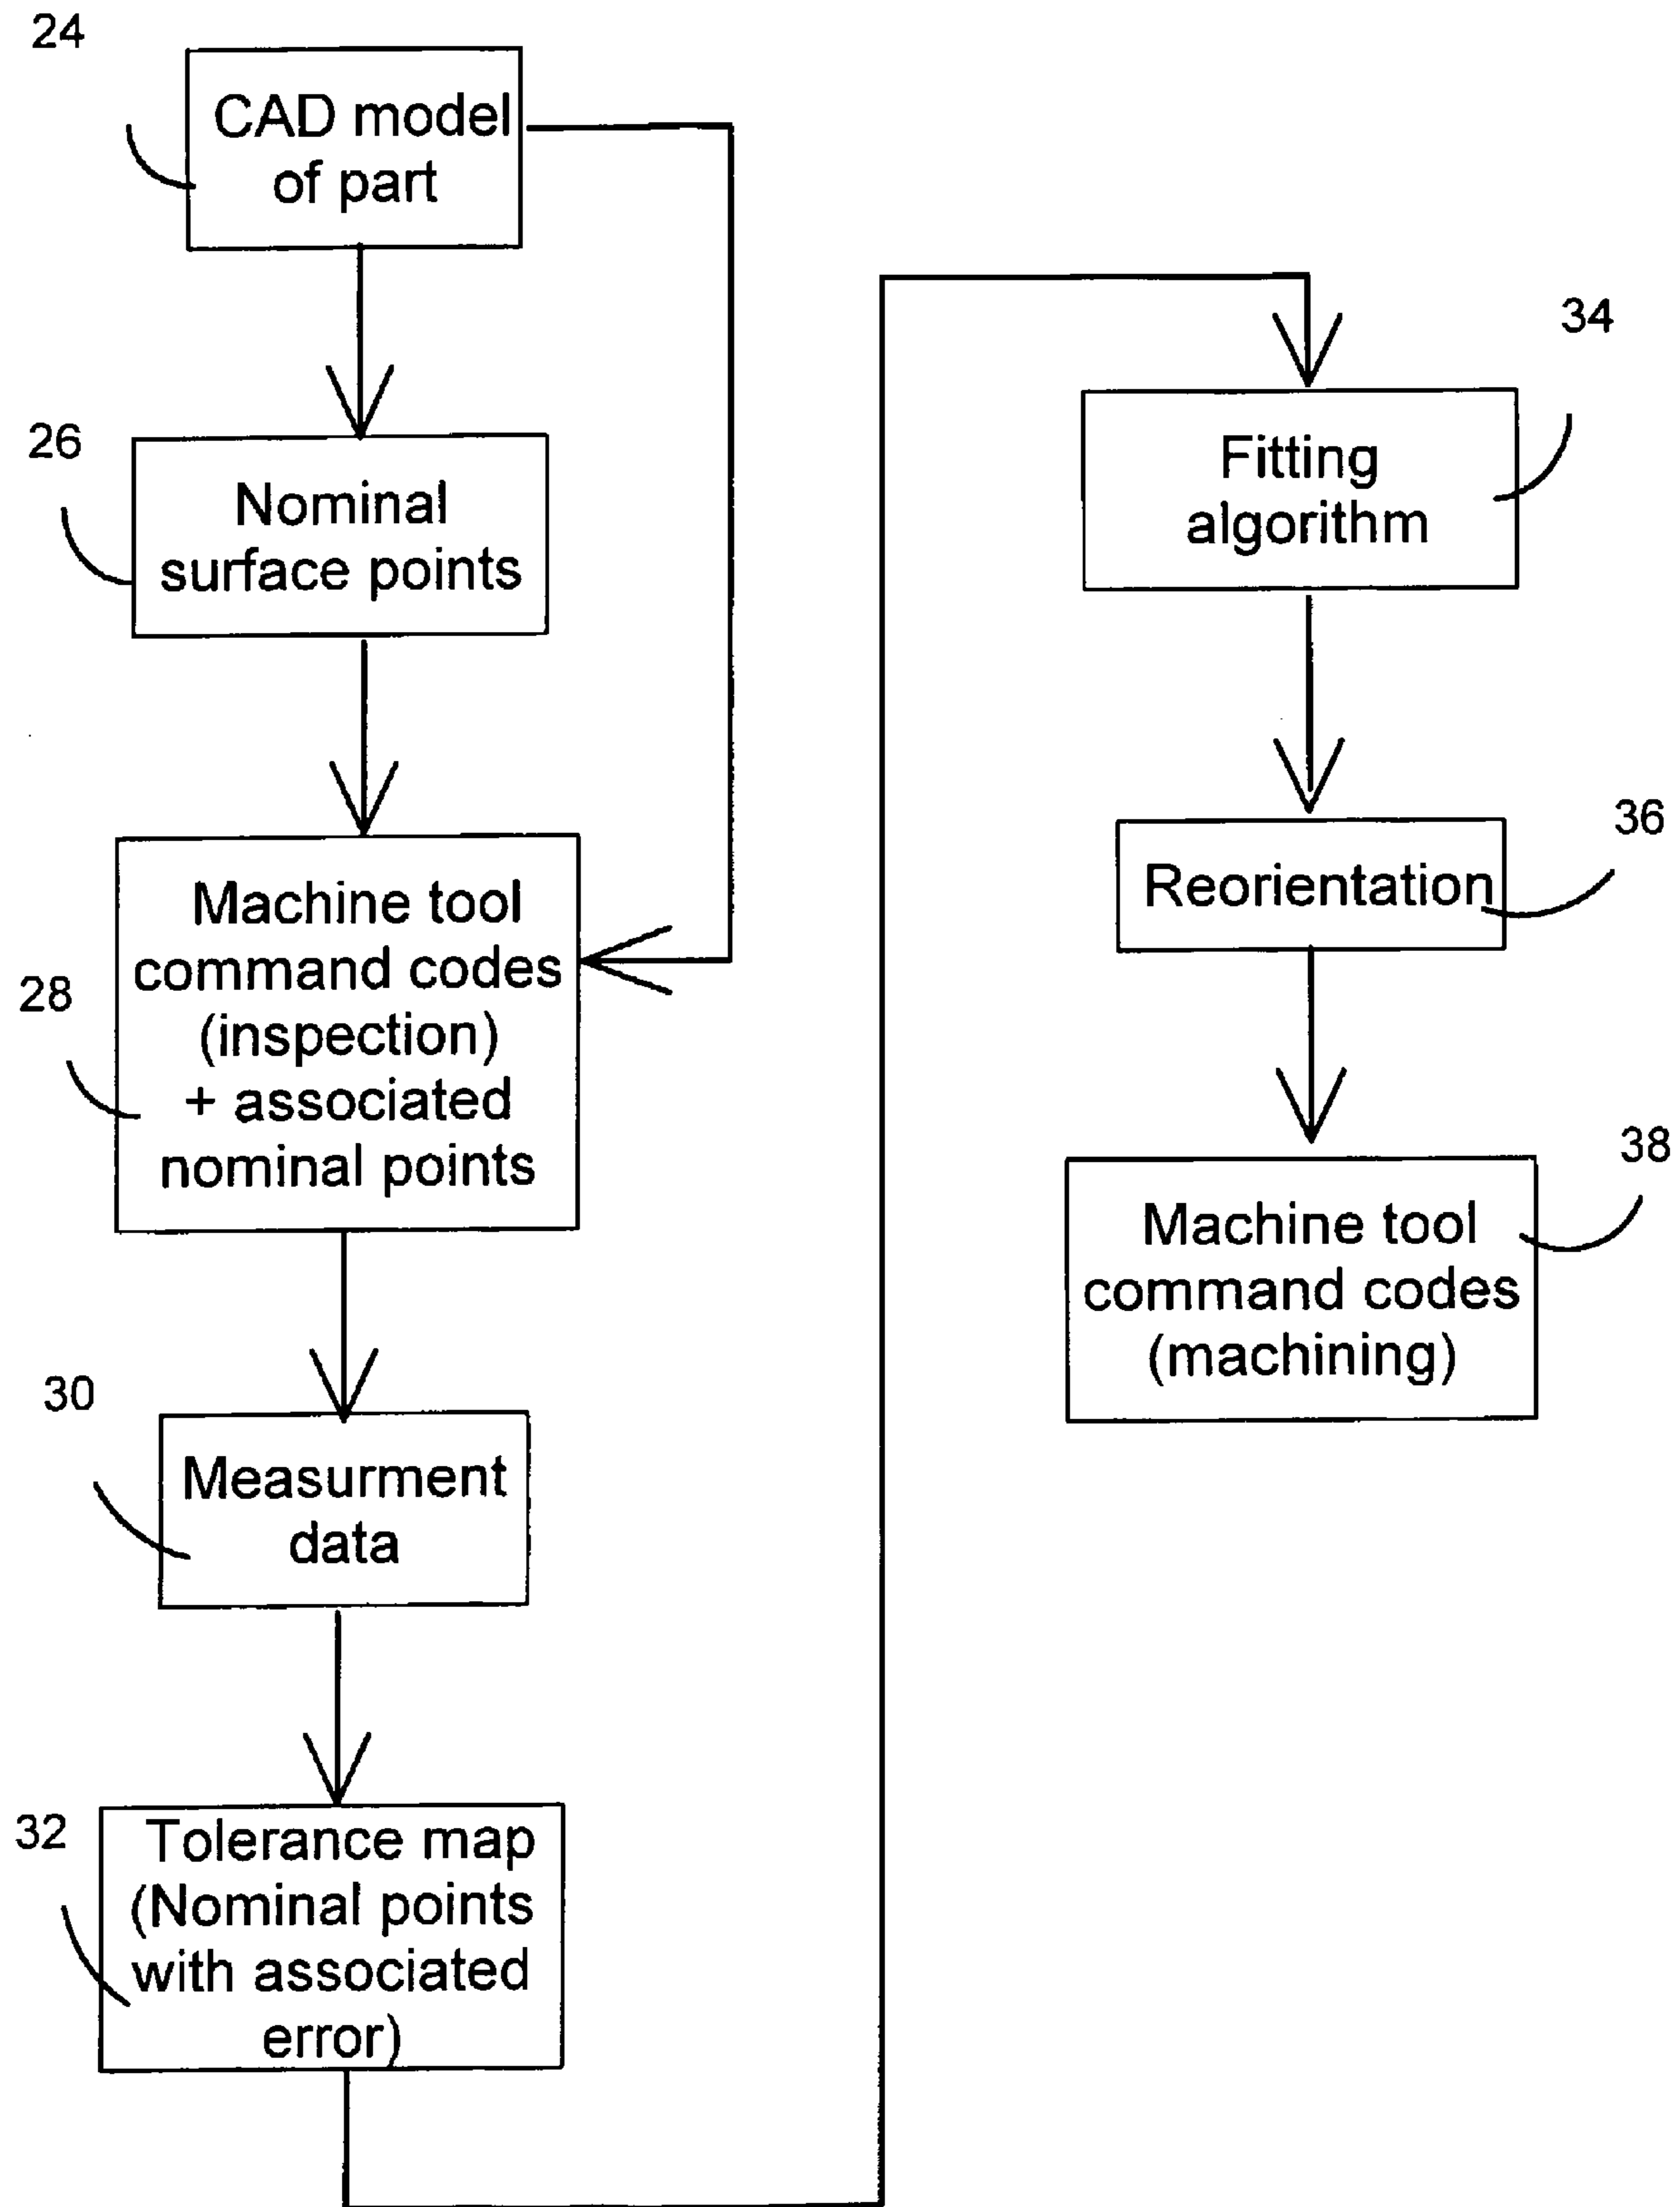 24
CAD model
of part
26
Nominal
surface points
28
Machine tool
command codes
(inspection)
+ associated
nominal points
30
Measurment
data
32
Tolerance map
(Nominal points
with associated
error)
34
Fitting
algorithm
36
Reorientation
38
Machine tool
command codes
(machining)